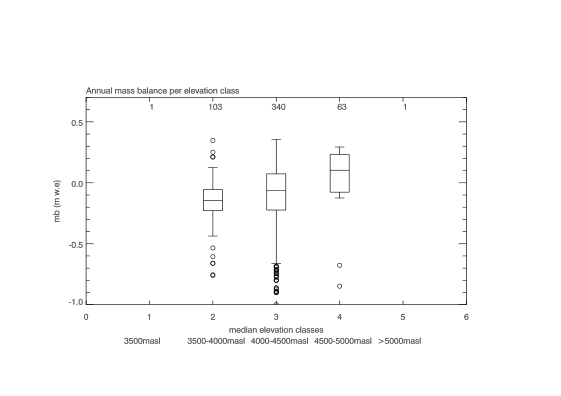 Annual mass balance per elevation class
1 103 340 63 1
0.5
0.0
-0.5
-1.0
mb (m w.e)
0 1 2 3 4 5 6
median elevation classes
3500masl 3500-4000masl 4000-4500masl 4500-5000masl >5000masl